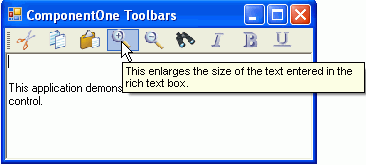 ComponentOne Toolbars
I B U
This enlarges the size of the text entered in the
rich text box.
This application demons
control.